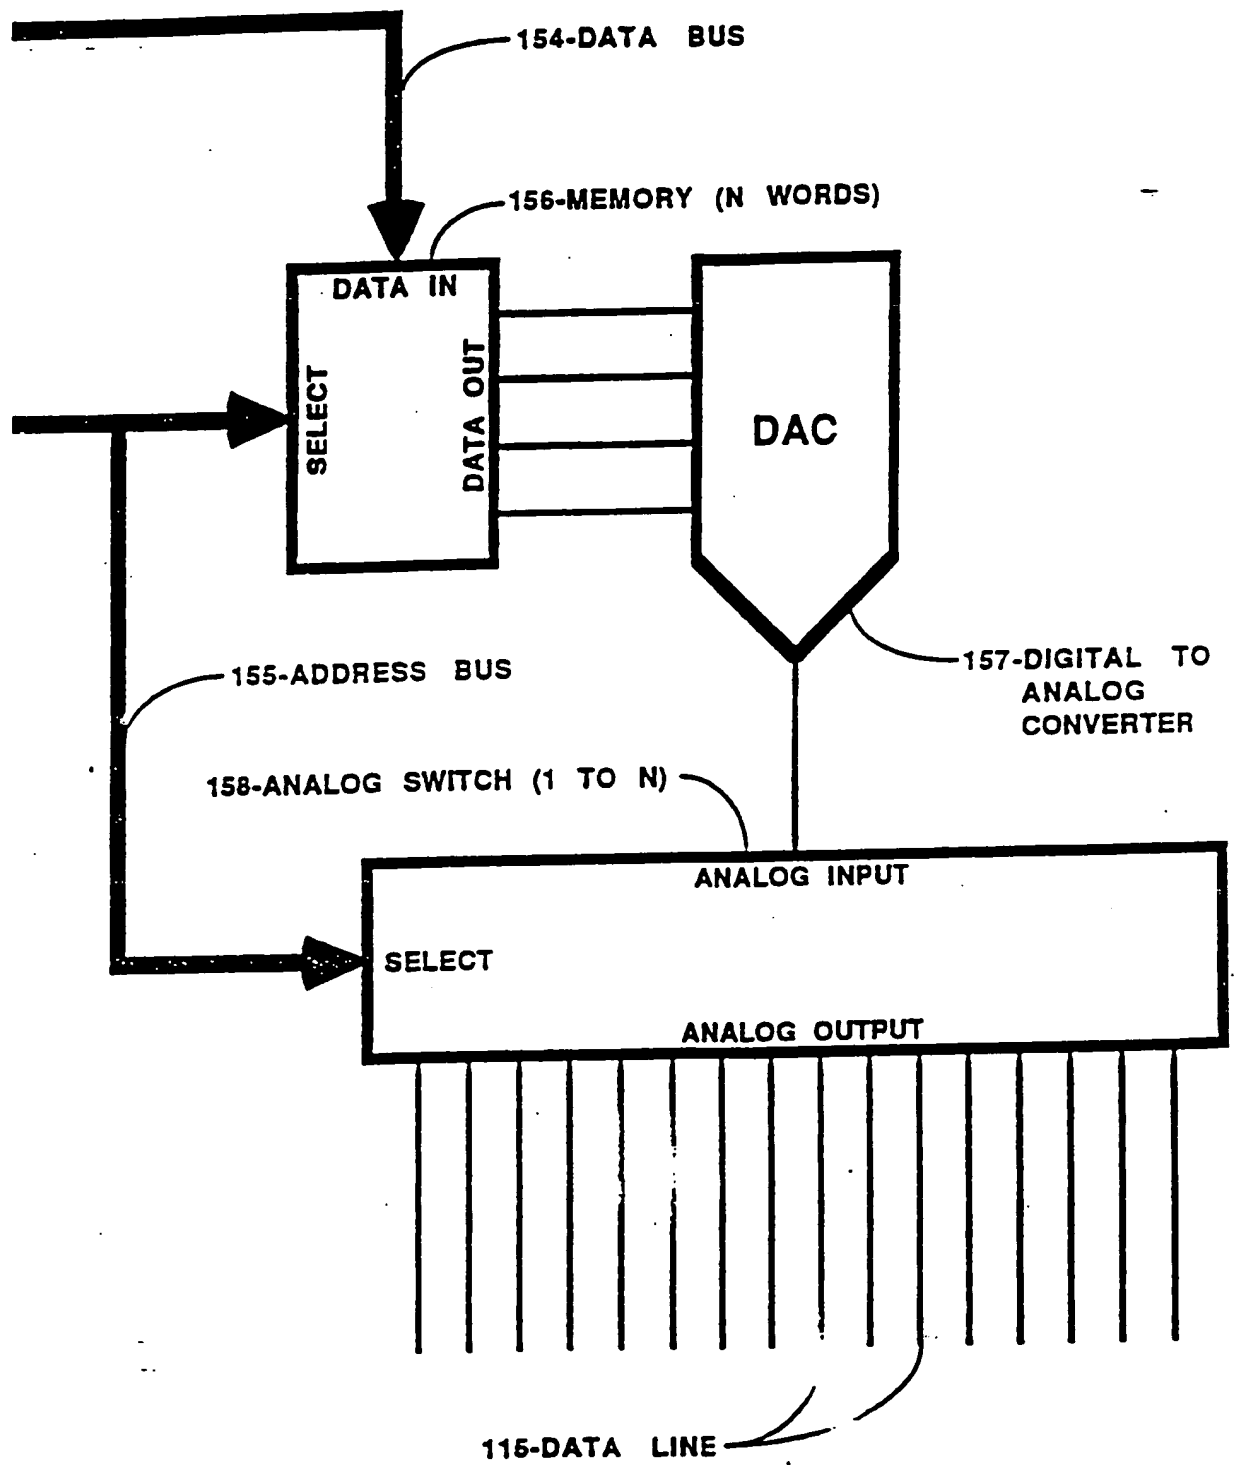 154-DATA BUS
156-MEMORY (N WORDS)
DATA IN
SELECT
DATA OUT
DAC
155-ADDRESS BUS
157-DIGITAL TO
ANALOG
CONVERTER
158-ANALOG SWITCH (1 TO N)
ANALOG INPUT
SELECT
ANALOG OUTPUT
115-DATA LINE